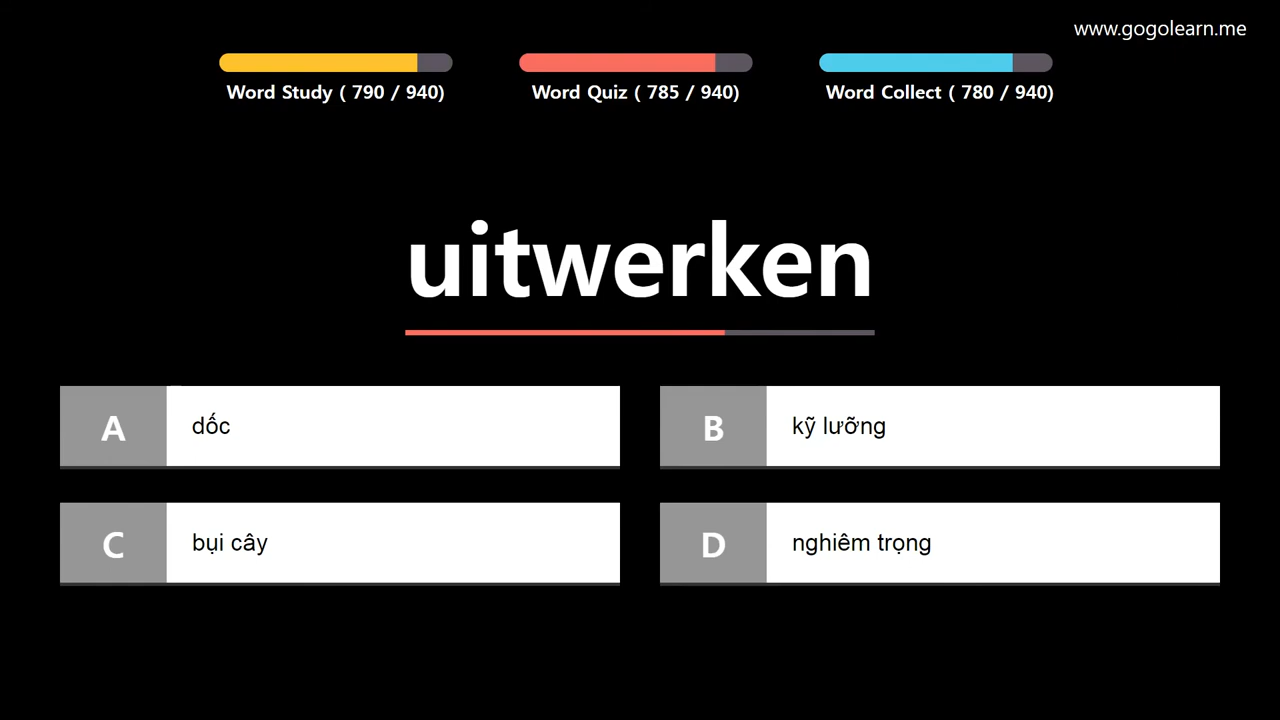 www.gogolearn.me
Word Study ( 790 / 940)
Word Quiz ( 785 / 940)
Word Collect ( 780 / 940)
uitwerken
A dốc
B kỹ lưỡng
C bụi cây
D nghiêm trọng